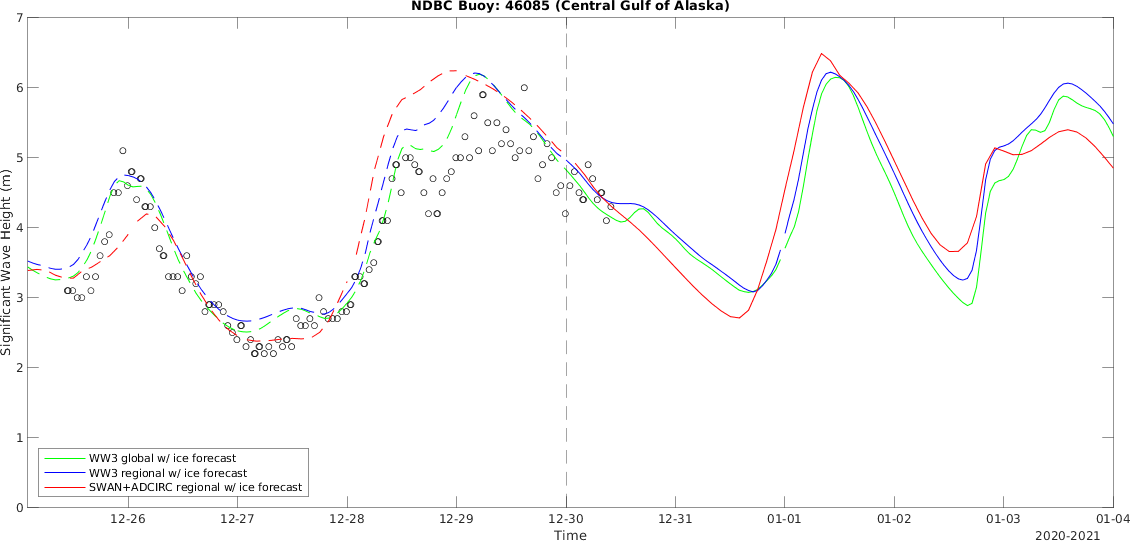 NDBC Buoy: 46085 (Central Gulf of Alaska)
7
6
5
4
3
2
1
0
Significant Wave Height (m)
WW3 global w/ ice forecast
WW3 regional w/ ice forecast
SWAN+ADCIRC regional w/ ice forecast
12-26 12-27 12-28 12-29 12-30 12-31 01-01 01-02 01-03 01-04
Time
2020-2021